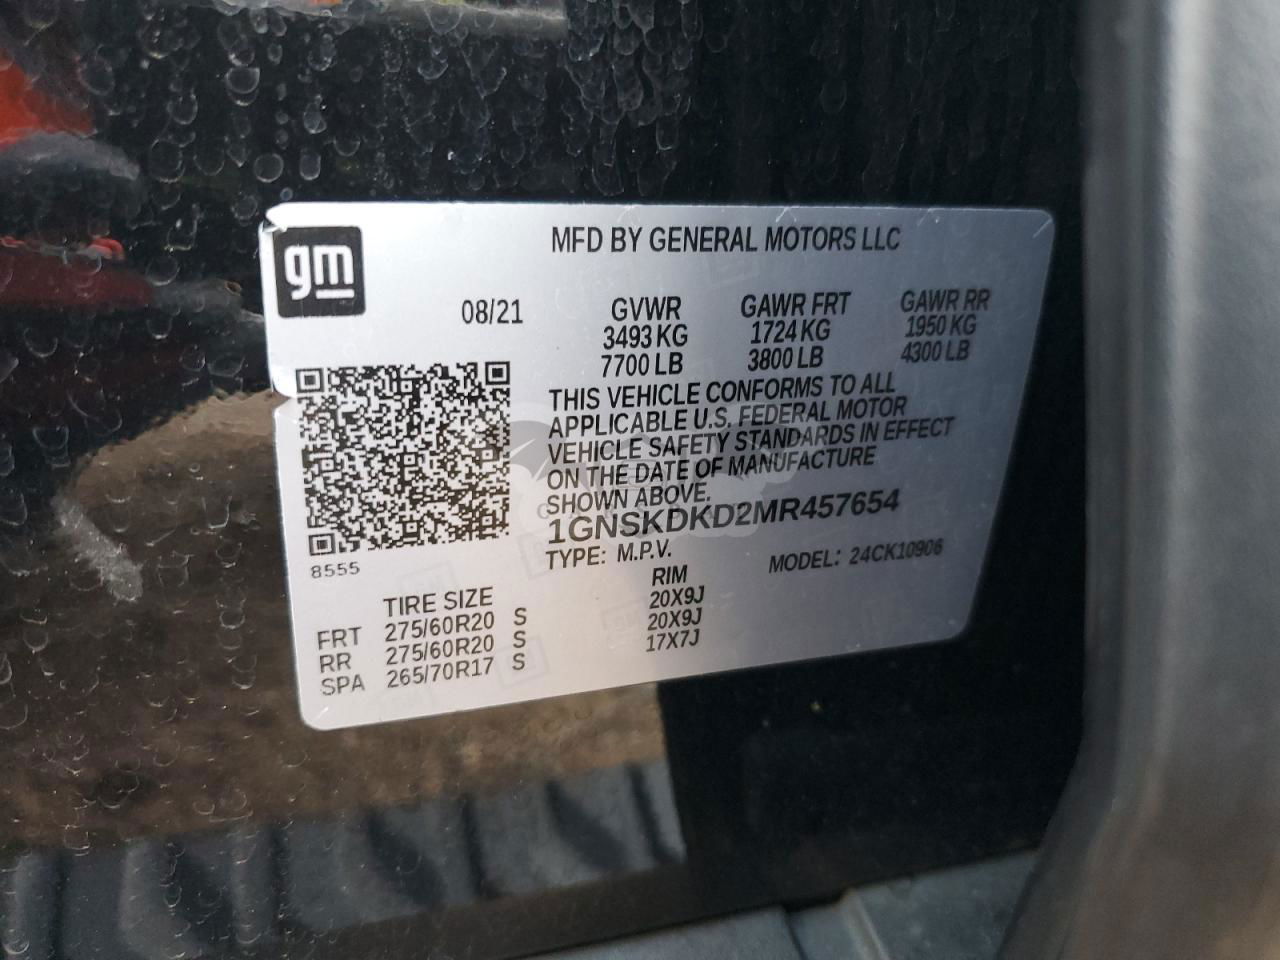 gm
MFD BY GENERAL MOTORS LLC
08/21 GVWR GAWR FRT GAWR RR
3493 KG 1724 KG 1950 KG
7700 LB 3800 LB 4300 LB
THIS VEHICLE CONFORMS TO ALL
APPLICABLE U.S. FEDERAL MOTOR
VEHICLE SAFETY STANDARDS IN EFFECT
ON THE DATE OF MANUFACTURE
SHOWN ABOVE.
1GNSKDKD2MR457654
TYPE: M.P.V. MODEL: 24CK10906
8555
TIRE SIZE RIM
FRT 275/60R20 S 20X9J
RR 275/60R20 S 20X9J
SPA 265/70R17 S 17X7J